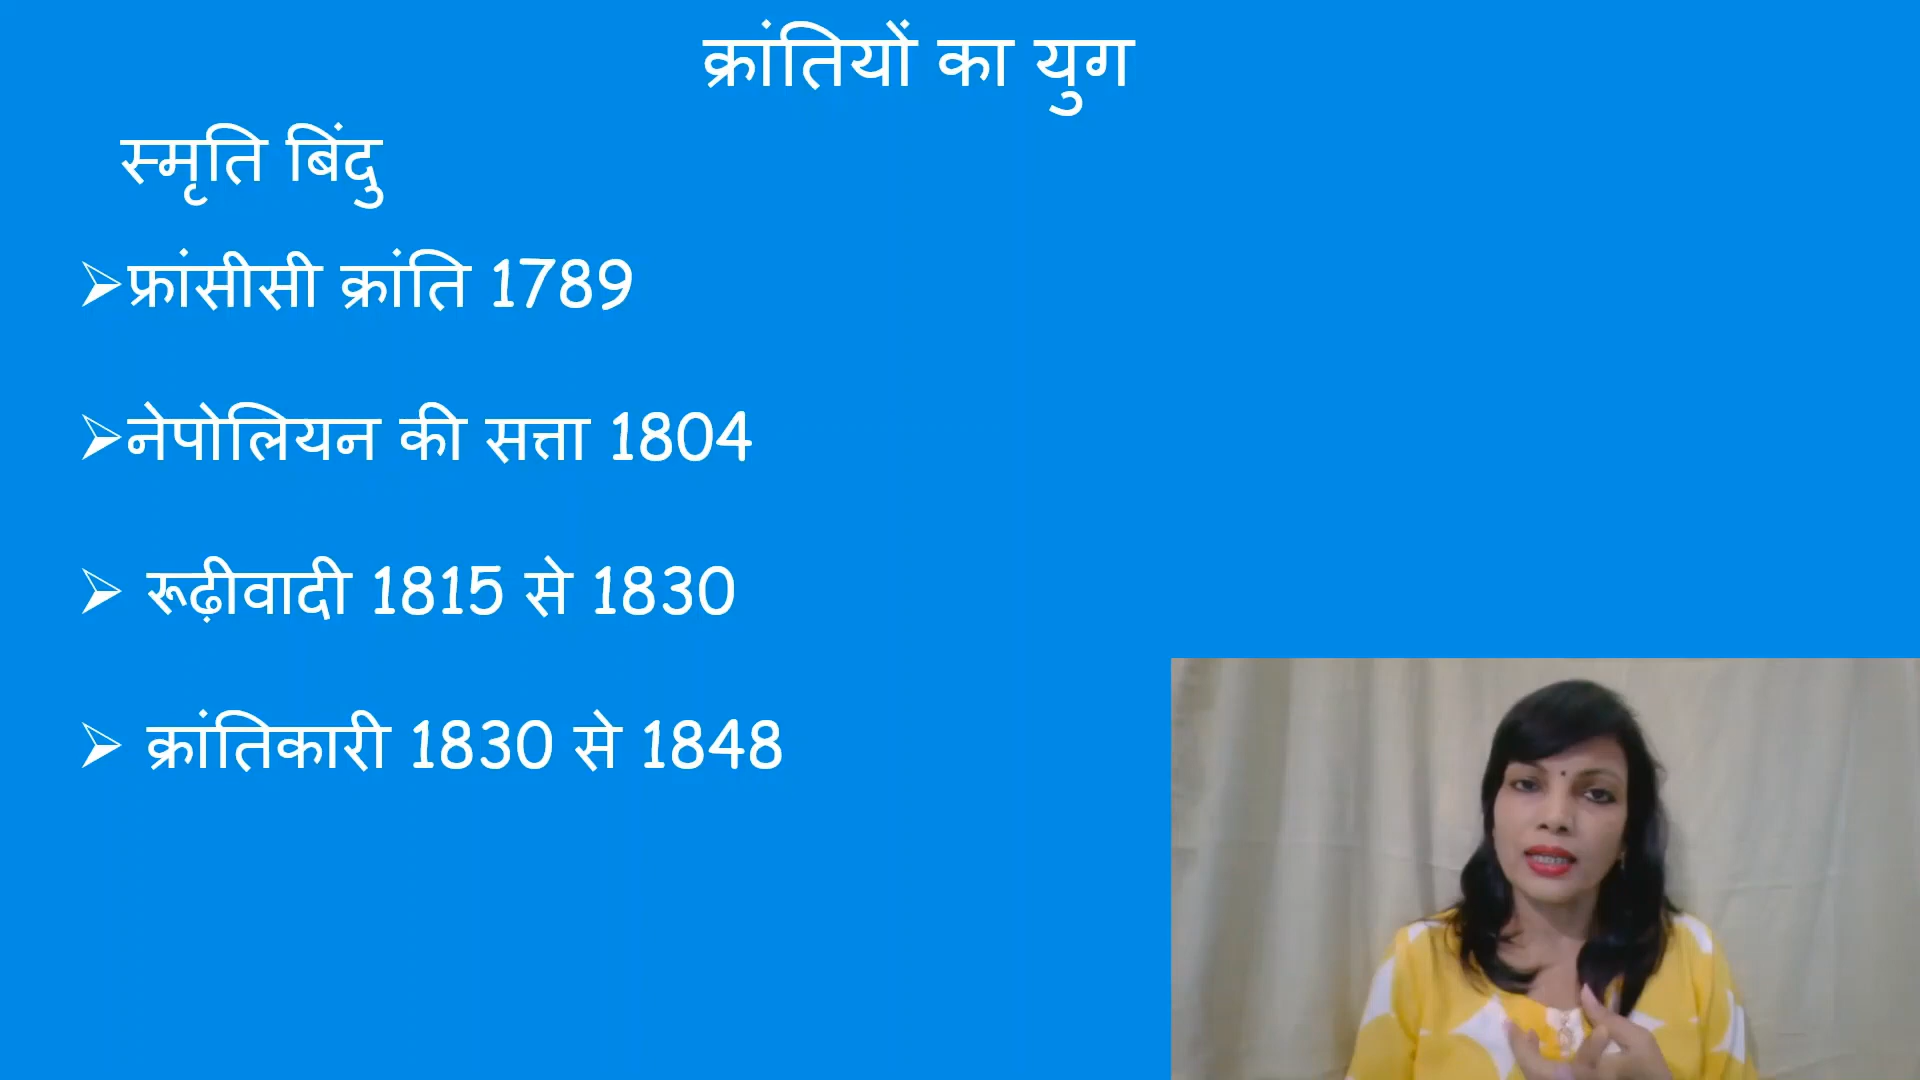 क्रांतियों का युग
स्मृति बिंदु
➢फ्रांसीसी क्रांति 1789
➢नेपोलियन की सत्ता 1804
➢ रूढ़ीवादी 1815 से 1830
➢ क्रांतिकारी 1830 से 1848